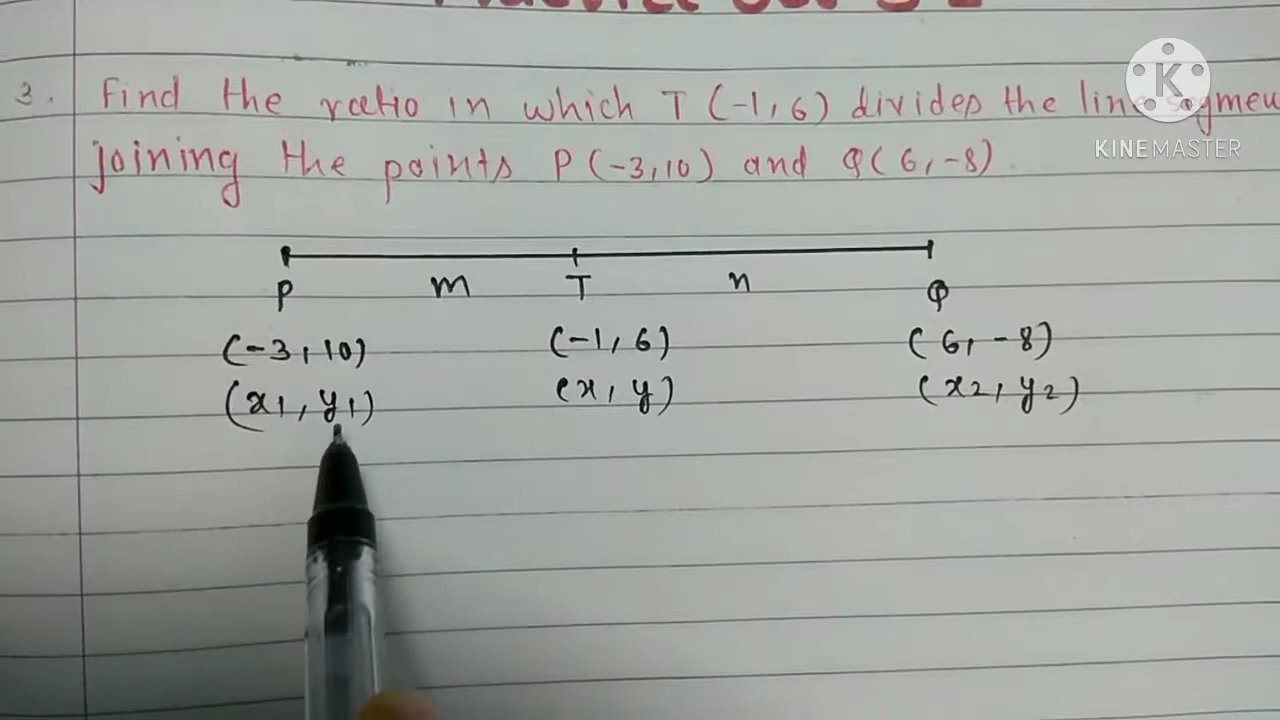 3. Find the ratio in which T (-1, 6) divides the line
joining the points P (-3, 10) and Q (6, -8).
P m T n Q
(-3, 10) (-1, 6) (6, -8)
(x1, y1) (x, y) (x2, y2)
K
KINEMASTER